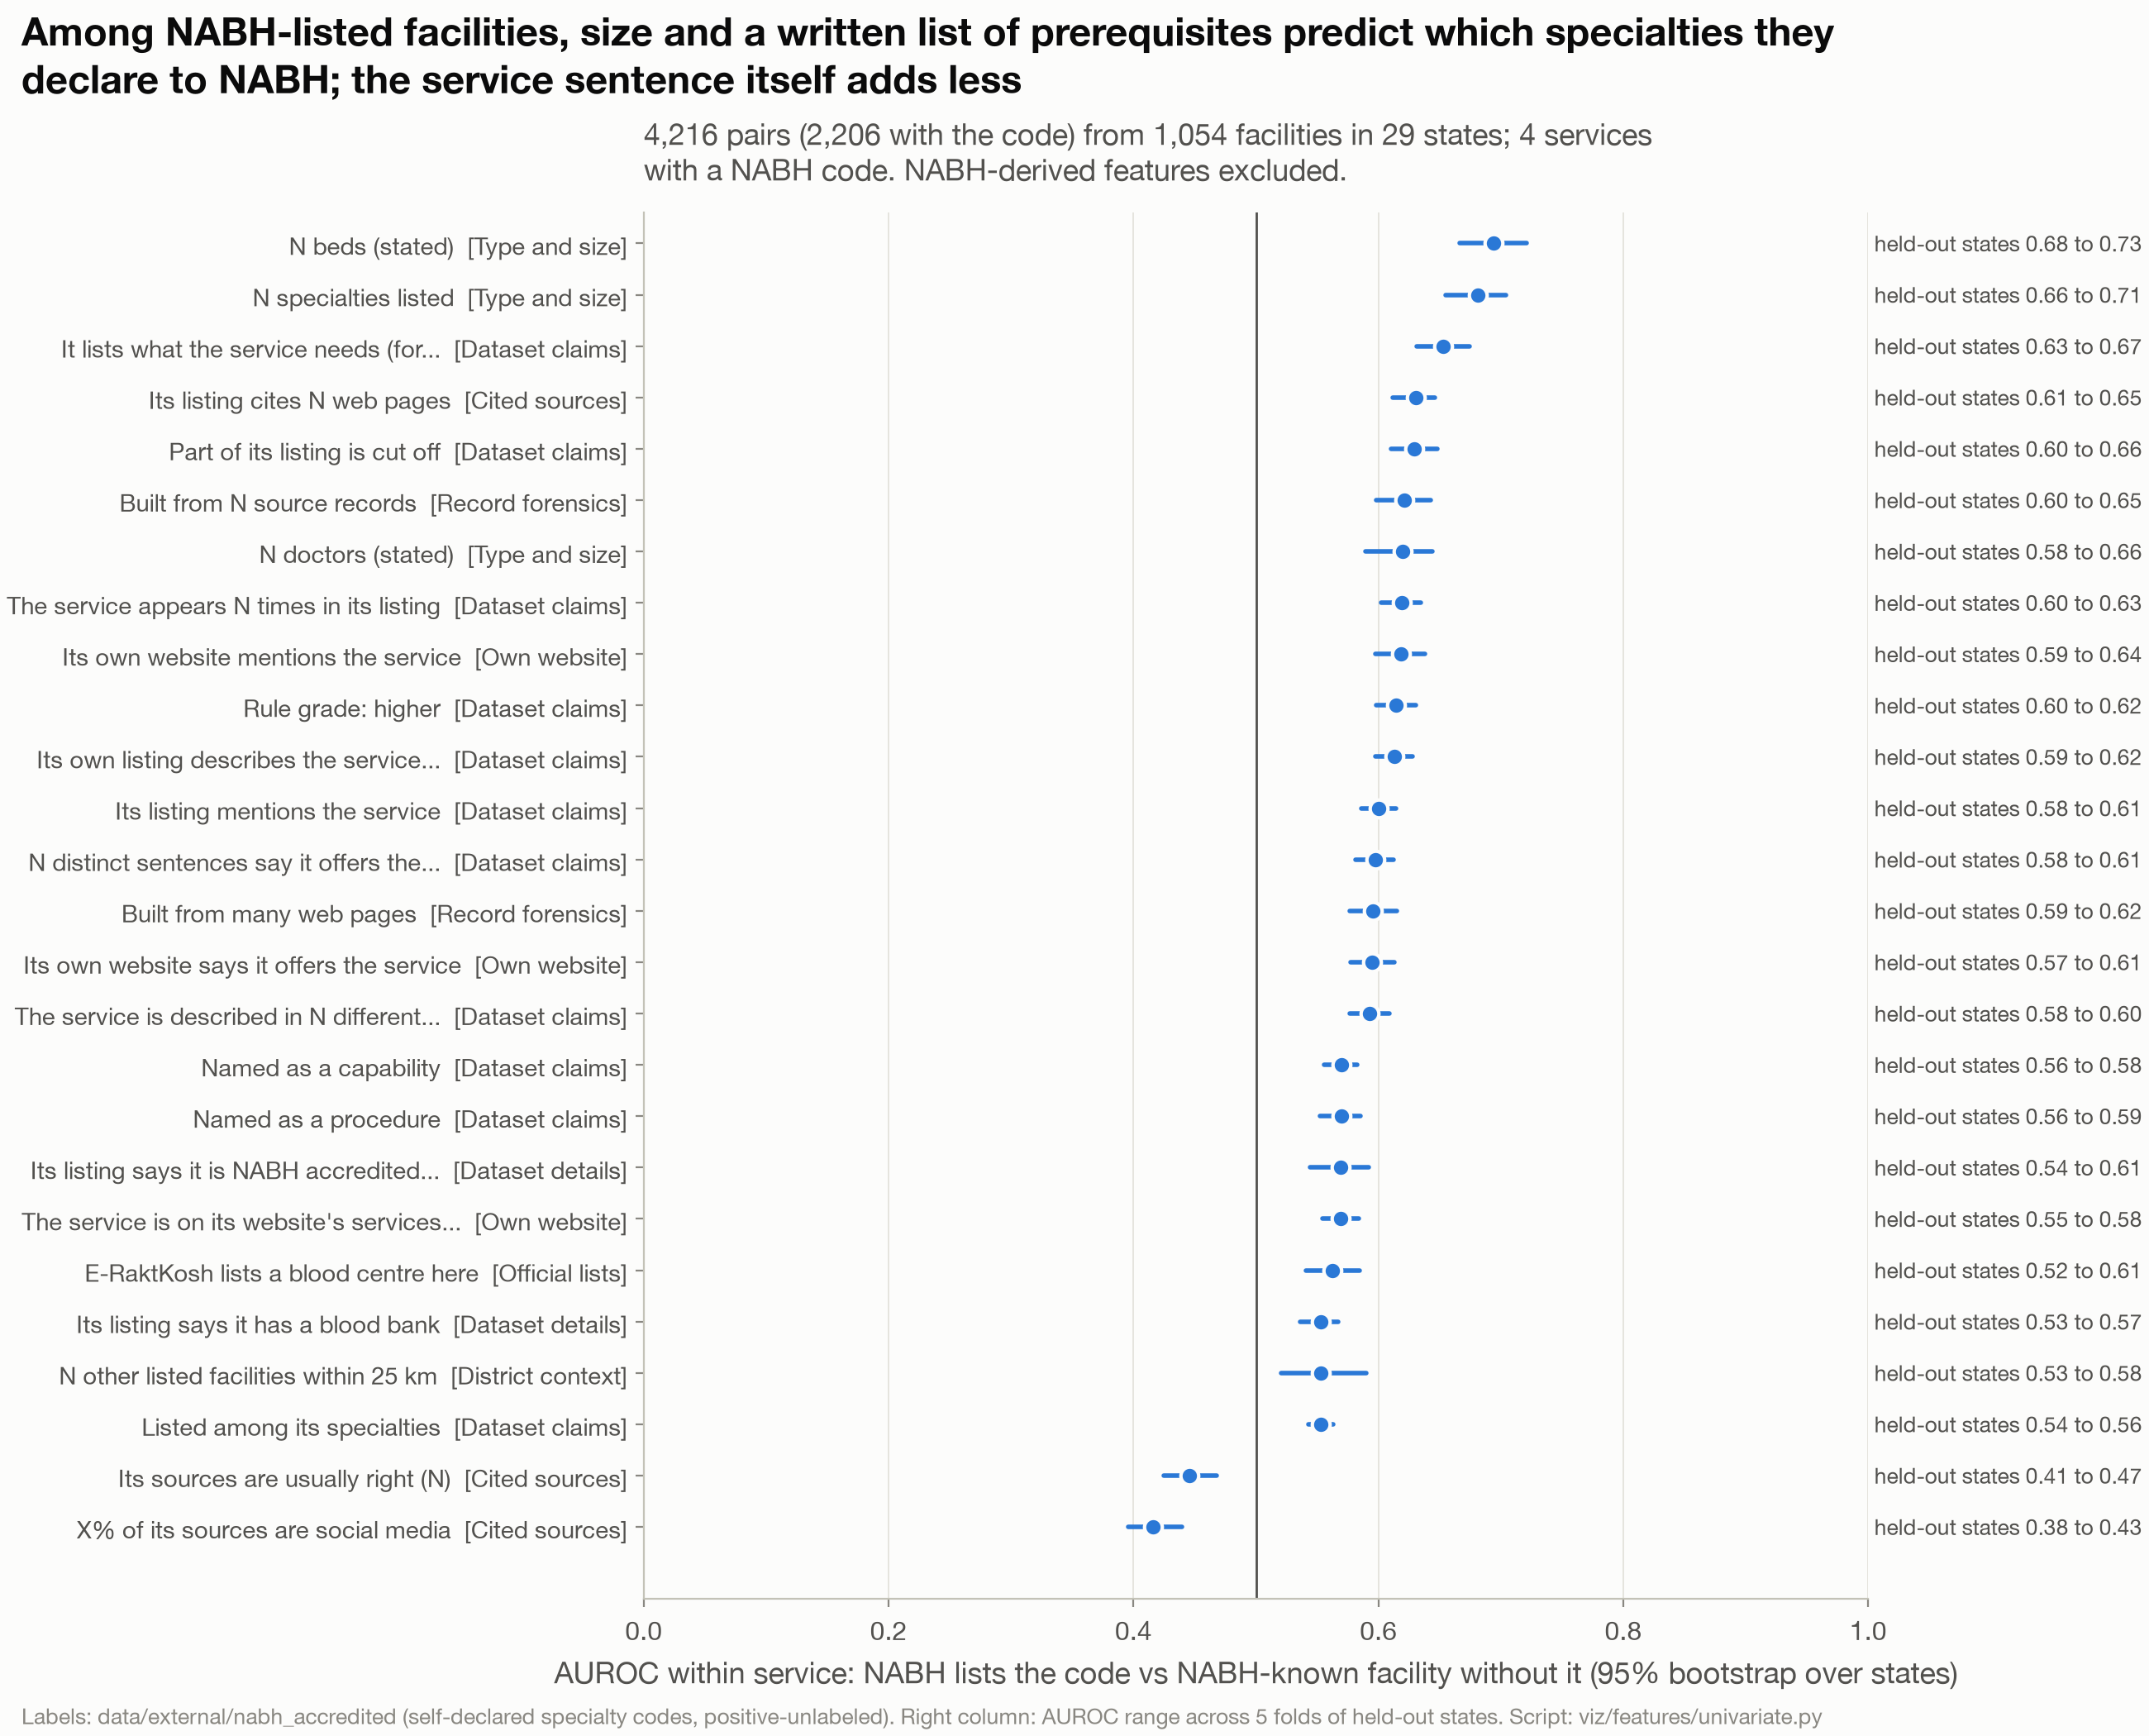 Among NABH-listed facilities, size and a written list of prerequisites predict which specialties they
declare to NABH; the service sentence itself adds less
4,216 pairs (2,206 with the code) from 1,054 facilities in 29 states; 4 services
with a NABH code. NABH-derived features excluded.
N beds (stated) [Type and size] held-out states 0.68 to 0.73
N specialties listed [Type and size] held-out states 0.66 to 0.71
It lists what the service needs (for... [Dataset claims] held-out states 0.63 to 0.67
Its listing cites N web pages [Cited sources] held-out states 0.61 to 0.65
Part of its listing is cut off [Dataset claims] held-out states 0.60 to 0.66
Built from N source records [Record forensics] held-out states 0.60 to 0.65
N doctors (stated) [Type and size] held-out states 0.58 to 0.66
The service appears N times in its listing [Dataset claims] held-out states 0.60 to 0.63
Its own website mentions the service [Own website] held-out states 0.59 to 0.64
Rule grade: higher [Dataset claims] held-out states 0.60 to 0.62
Its own listing describes the service... [Dataset claims] held-out states 0.59 to 0.62
Its listing mentions the service [Dataset claims] held-out states 0.58 to 0.61
N distinct sentences say it offers the... [Dataset claims] held-out states 0.58 to 0.61
Built from many web pages [Record forensics] held-out states 0.59 to 0.62
Its own website says it offers the service [Own website] held-out states 0.57 to 0.61
The service is described in N different... [Dataset claims] held-out states 0.58 to 0.60
Named as a capability [Dataset claims] held-out states 0.56 to 0.58
Named as a procedure [Dataset claims] held-out states 0.56 to 0.59
Its listing says it is NABH accredited... [Dataset details] held-out states 0.54 to 0.61
The service is on its website's services... [Own website] held-out states 0.55 to 0.58
E-RaktKosh lists a blood centre here [Official lists] held-out states 0.52 to 0.61
Its listing says it has a blood bank [Dataset details] held-out states 0.53 to 0.57
N other listed facilities within 25 km [District context] held-out states 0.53 to 0.58
Listed among its specialties [Dataset claims] held-out states 0.54 to 0.56
Its sources are usually right (N) [Cited sources] held-out states 0.41 to 0.47
X% of its sources are social media [Cited sources] held-out states 0.38 to 0.43
0.0 0.2 0.4 0.6 0.8 1.0
AUROC within service: NABH lists the code vs NABH-known facility without it (95% bootstrap over states)
Labels: data/external/nabh_accredited (self-declared specialty codes, positive-unlabeled). Right column: AUROC range across 5 folds of held-out states. Script: viz/features/univariate.py